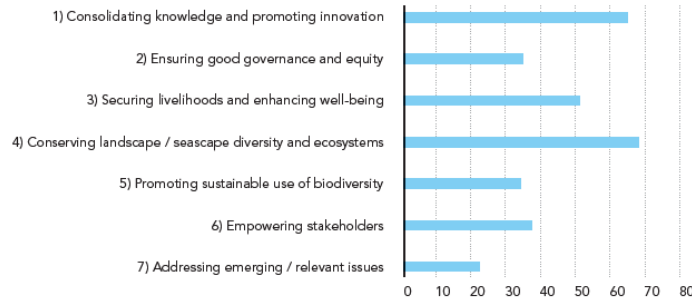 1) Consolidating knowledge and promoting innovation
2) Ensuring good governance and equity
3) Securing livelihoods and enhancing well-being
4) Conserving landscape / seascape diversity and ecosystems
5) Promoting sustainable use of biodiversity
6) Empowering stakeholders
7) Addressing emerging / relevant issues
0 10 20 30 40 50 60 70 80